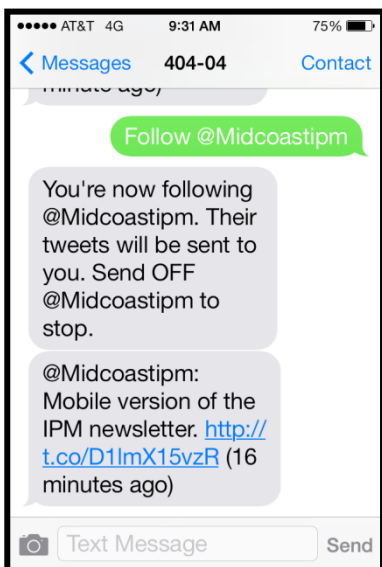 AT&T 4G 9:31 AM 75%
Messages 404-04 Contact
minute ago)
Follow @Midcoastipm
You're now following
@Midcoastipm. Their
tweets will be sent to
you. Send OFF
@Midcoastipm to
stop.
@Midcoastipm:
Mobile version of the
IPM newsletter. http://
t.co/D1lmX15vzR (16
minutes ago)
Text Message Send